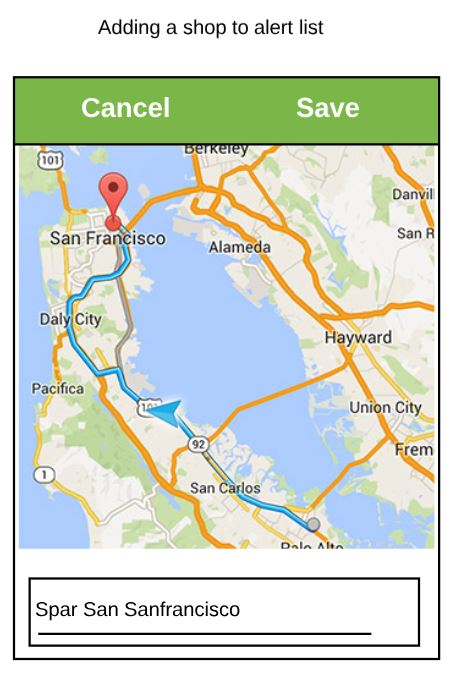 Adding a shop to alert list
Cancel Save
Berkeley
101
Danvil
San Francisco
San R
Alameda
Daly City
Hayward
Pacifica
Union City
101
92
Frem
1
San Carlos
Palo Alto
Spar San Sanfrancisco